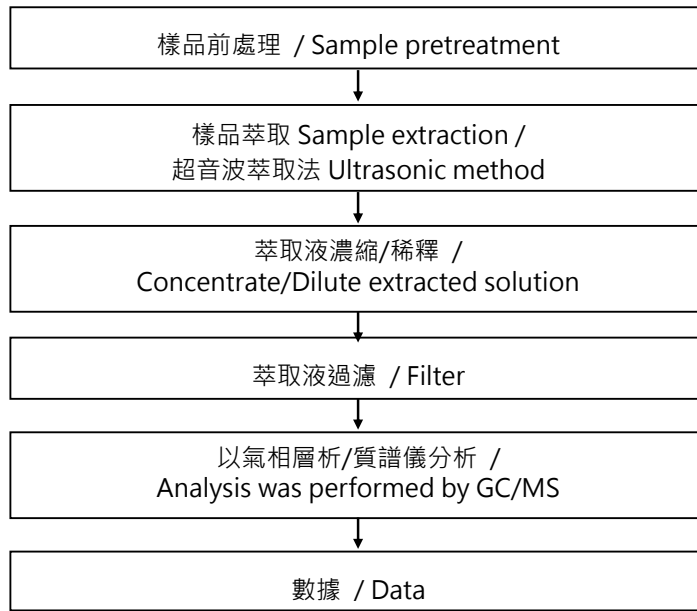 樣品前處理 / Sample pretreatment
樣品萃取 Sample extraction /
超音波萃取法 Ultrasonic method
萃取液濃縮/稀釋 /
Concentrate/Dilute extracted solution
萃取液過濾 / Filter
以氣相層析/質譜儀分析 /
Analysis was performed by GC/MS
數據 / Data